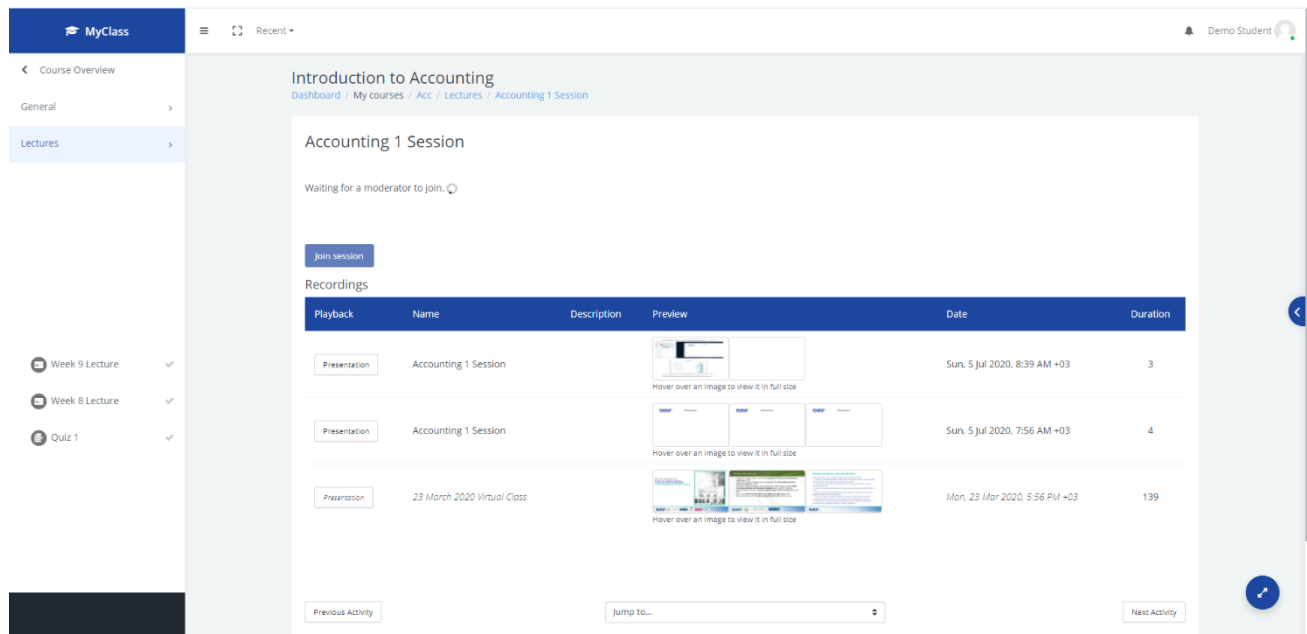 MyClass
Recent
Demo Student
Course Overview
General
Lectures
Week 9 Lecture
Week 8 Lecture
Quiz 1
Introduction to Accounting
Dashboard / My courses / Acc / Lectures / Accounting 1 Session
Accounting 1 Session
Waiting for a moderator to join.
Join session
Recordings
Playback Name Description Preview Date Duration
Presentation Accounting 1 Session Sun, 5 Jul 2020, 8:39 AM +03 3
Hover over an image to view it in full size
Presentation Accounting 1 Session Sun, 5 Jul 2020, 7:56 AM +03 4
Hover over an image to view it in full size
Presentation 23 March 2020 Virtual Class Mon, 23 Mar 2020, 5:56 PM +03 139
Hover over an image to view it in full size
Previous Activity Jump to... Next Activity